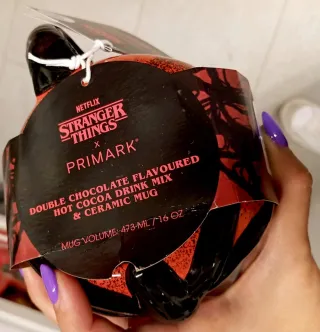 NETFLIX
STRANGER
THINGS
X
PRIMARK®
DOUBLE CHOCOLATE FLAVOURED
HOT COCOA DRINK MIX
& CERAMIC MUG
MUG VOLUME: 473 ML / 16 OZ